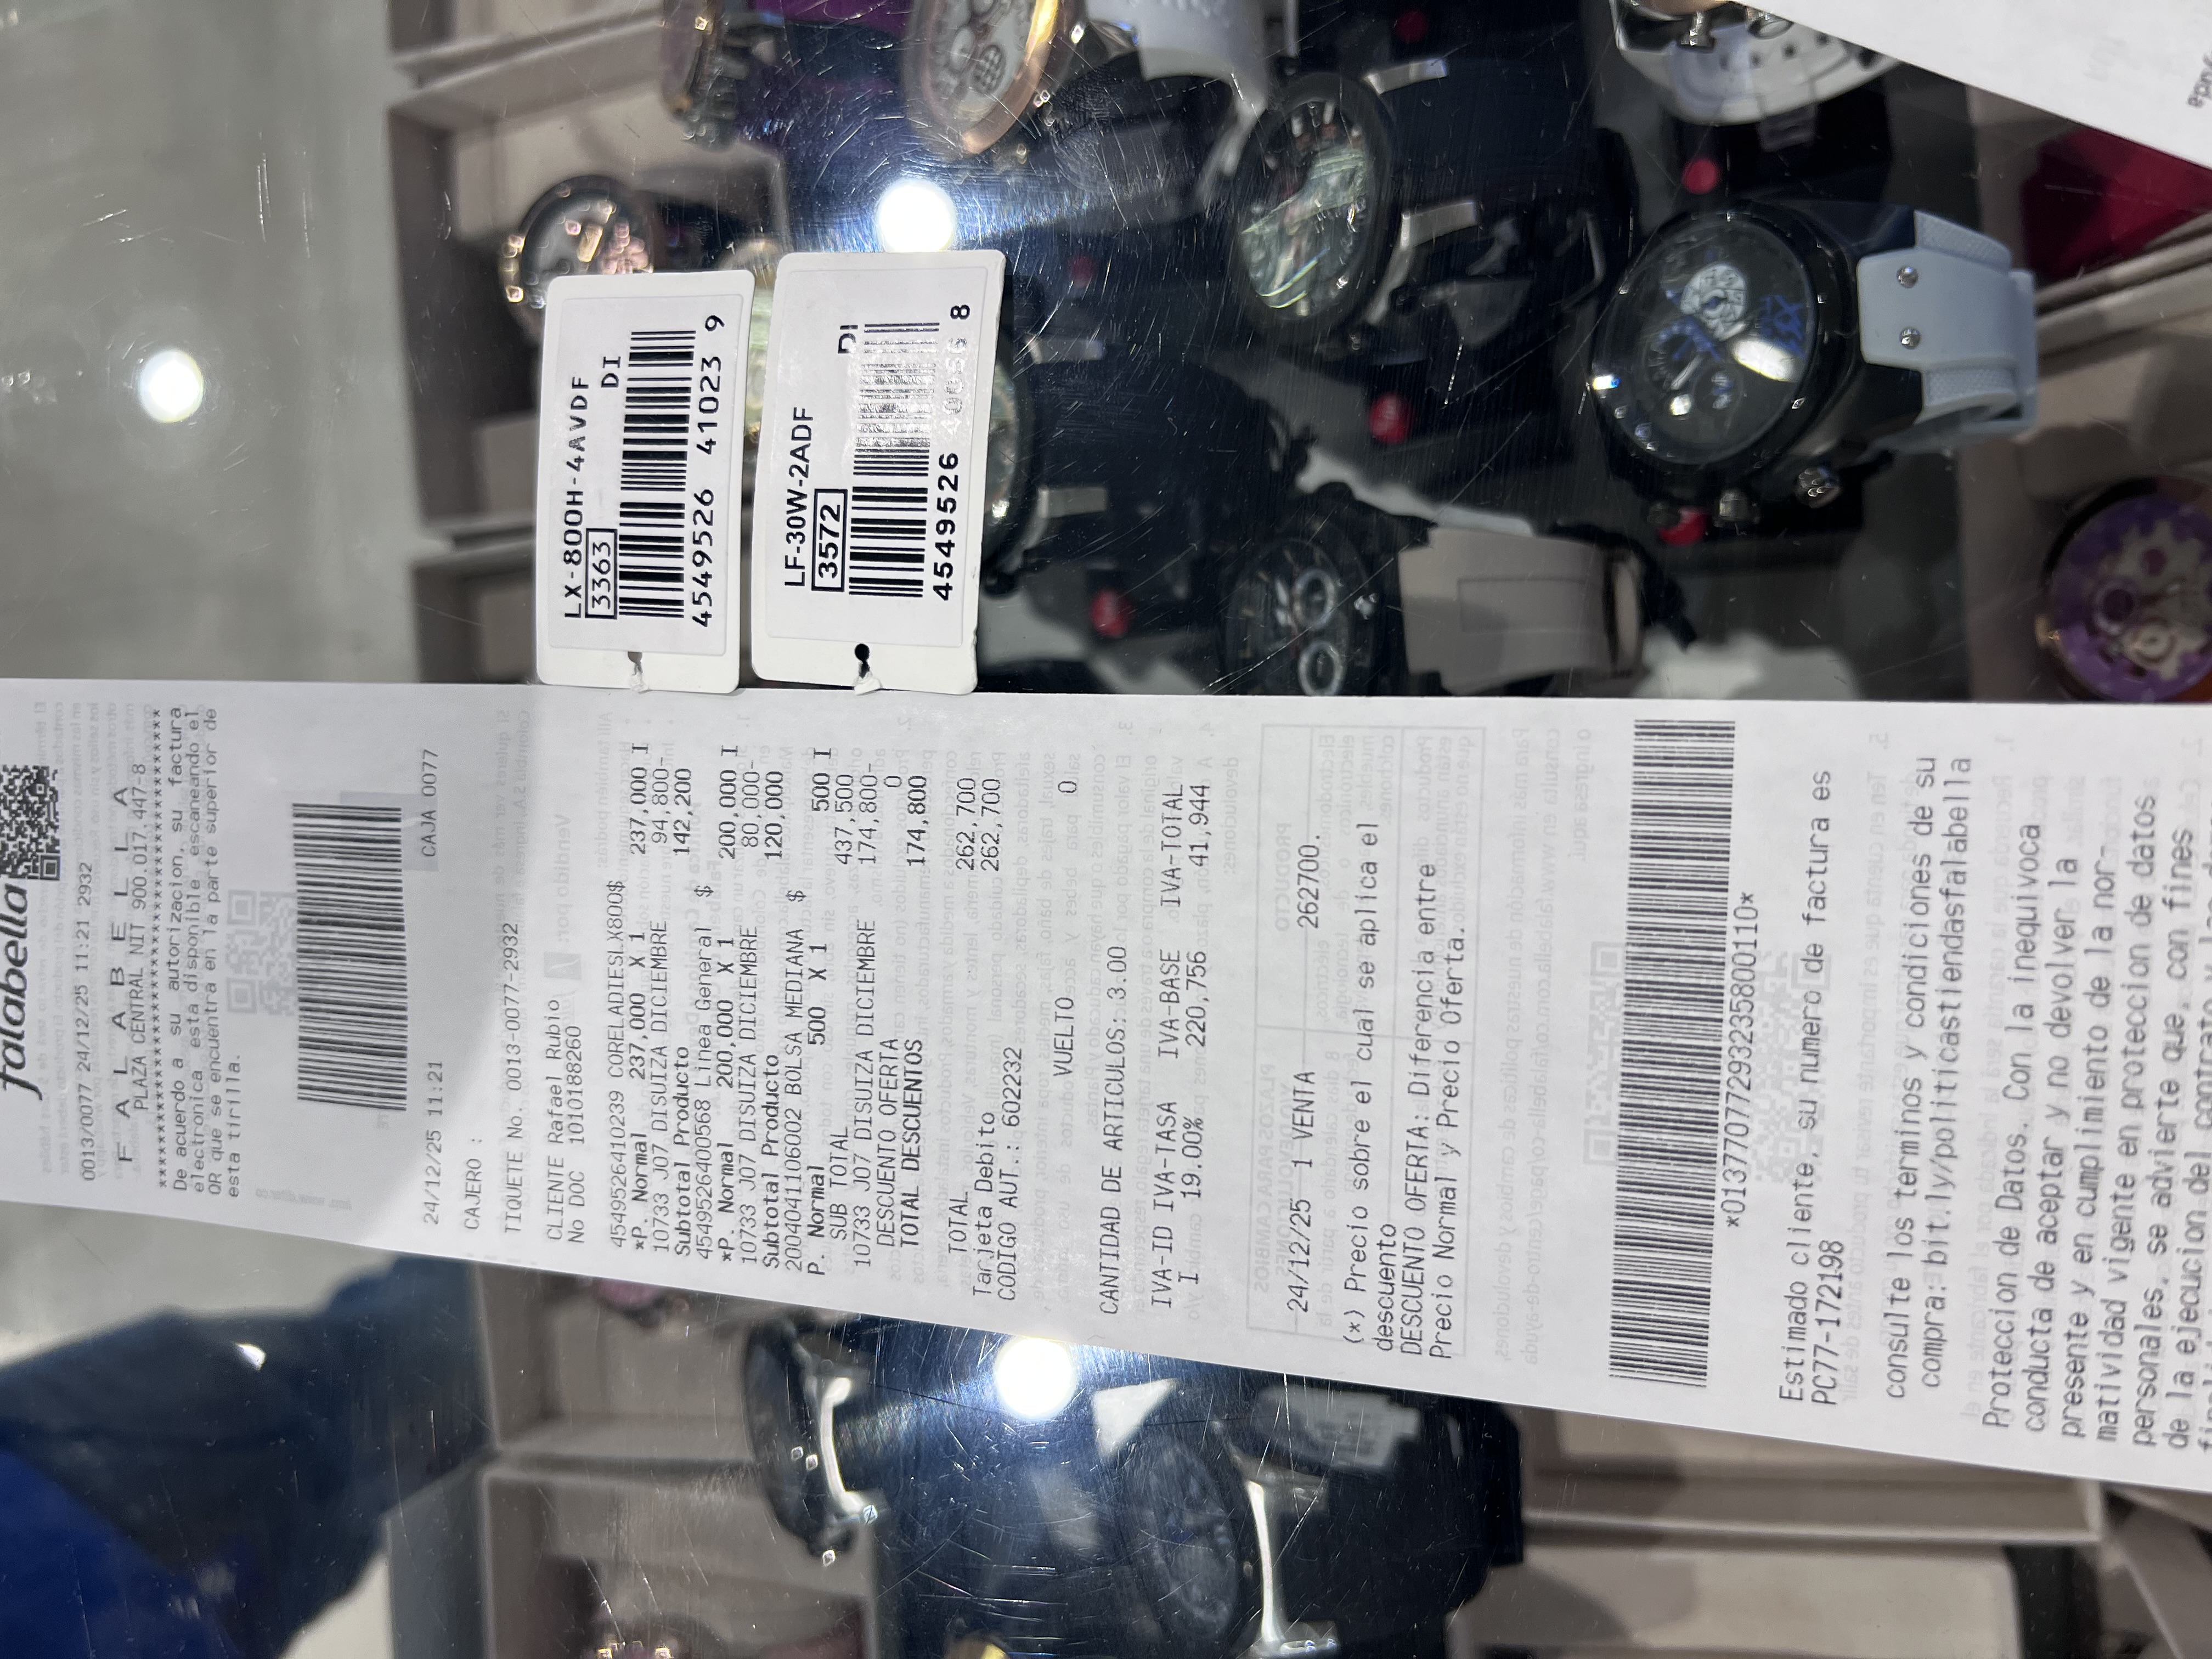 LX-800H-4AVDF
3363 DI
4549526 41023 9
LF-30W-2ADF
3572 DI
4549526 8
falabella
0013/0077 24/12/25 11:21 2932
F A L A B E L L A
PLAZA CENTRAL NIT 900.017.447-8
****************************************
De acuerdo a su autorizacion, su factura
electronica esta disponible escaneando el
QR que se encuentra en la parte superior de
esta tirilla.
24/12/25 11:21 CAJA 0077
CAJERO :
TIQUETE No. 0013-0077-2932
CLIENTE Rafael Rubio
No DOC 1010188260
4549526410239 CORELADIESLX800$
*P. Normal 237,000 X 1 237,000 I
10733 J07 DISUIZA DICIEMBRE 94,800-
Subtotal Producto 142,200
4549526400568 Linea General $
*P. Normal 200,000 X 1 200,000 I
10733 J07 DISUIZA DICIEMBRE 80,000-
Subtotal Producto 120,000
2004041106002 BOLSA MEDIANA $
P. Normal 500 X 1 500 I
SUB TOTAL 437,500
10733 J07 DISUIZA DICIEMBRE 174,800-
DESCUENTO OFERTA 0
TOTAL DESCUENTOS 174,800
TOTAL 262,700
Tarjeta Debito 262,700
CODIGO AUT.: 602232
VUELTO 0
CANTIDAD DE ARTICULOS: 3.00
IVA-ID IVA-TASA IVA-BASE IVA-TOTAL
I 19.00% 220,756 41,944
24/12/25 1 VENTA 262700.
(*) Precio sobre el cual se aplica el
descuento
DESCUENTO OFERTA: Diferencia entre
Precio Normal y Precio Oferta.
*01377077293235800110*
Estimado cliente, su numero de factura es
PC77-172198
consulte los terminos y condiciones de su
compra: bit.ly/politicastiendasfalabella
Proteccion de Datos. Con la inequivoca
conducta de aceptar y no devolver la
presente y en cumplimiento de la nor-
matividad vigente en proteccion de datos
personales, se advierte que, con fines
de la ejecucion del